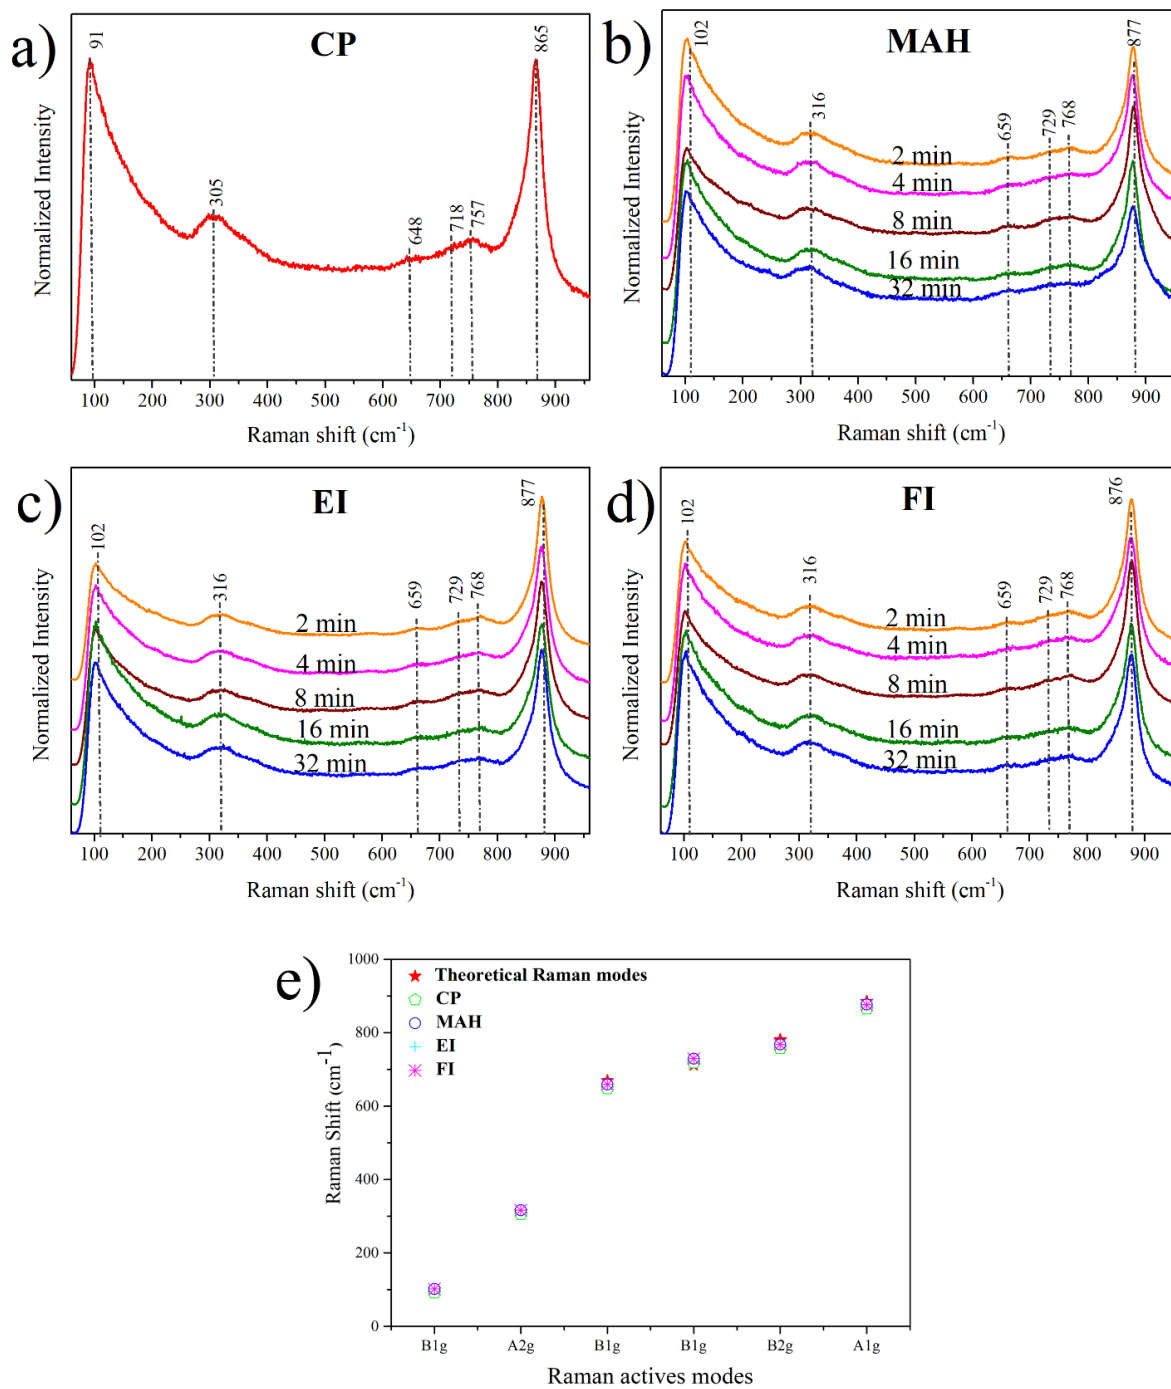 a)
CP
91
305
648
718
757
865
Normalized Intensity
100 200 300 400 500 600 700 800 900
Raman shift (cm-1)
b)
MAH
102
316
659
729
768
877
2 min
4 min
8 min
16 min
32 min
Normalized Intensity
100 200 300 400 500 600 700 800 900
Raman shift (cm-1)
c)
EI
102
316
659
729
768
877
2 min
4 min
8 min
16 min
32 min
Normalized Intensity
100 200 300 400 500 600 700 800 900
Raman shift (cm-1)
d)
FI
102
316
659
729
768
876
2 min
4 min
8 min
16 min
32 min
Normalized Intensity
100 200 300 400 500 600 700 800 900
Raman shift (cm-1)
e)
Theoretical Raman modes
CP
MAH
EI
FI
1000
800
600
400
200
0
Raman Shift (cm-1)
B1g A2g B1g B1g B2g A1g
Raman actives modes